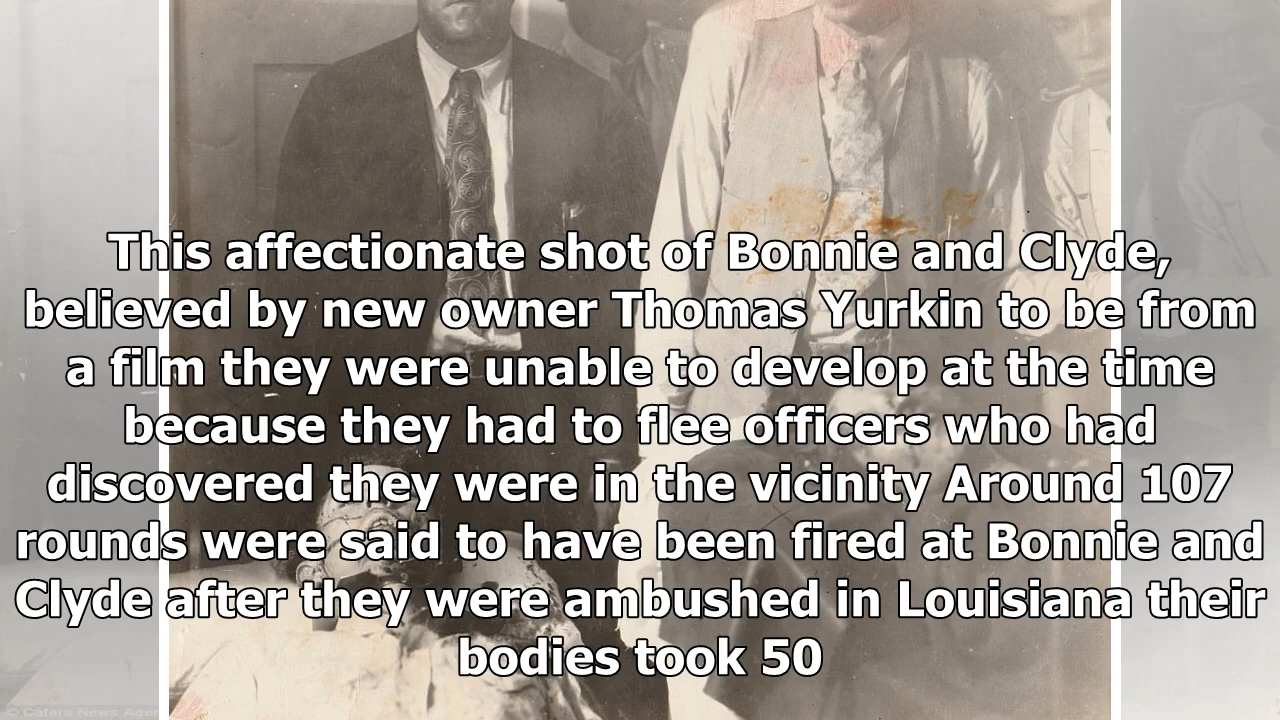 This affectionate shot of Bonnie and Clyde,
believed by new owner Thomas Yurkin to be from
a film they were unable to develop at the time
because they had to flee officers who had
discovered they were in the vicinity Around 107
rounds were said to have been fired at Bonnie and
Clyde after they were ambushed in Louisiana their
bodies took 50
© Caters News Agen